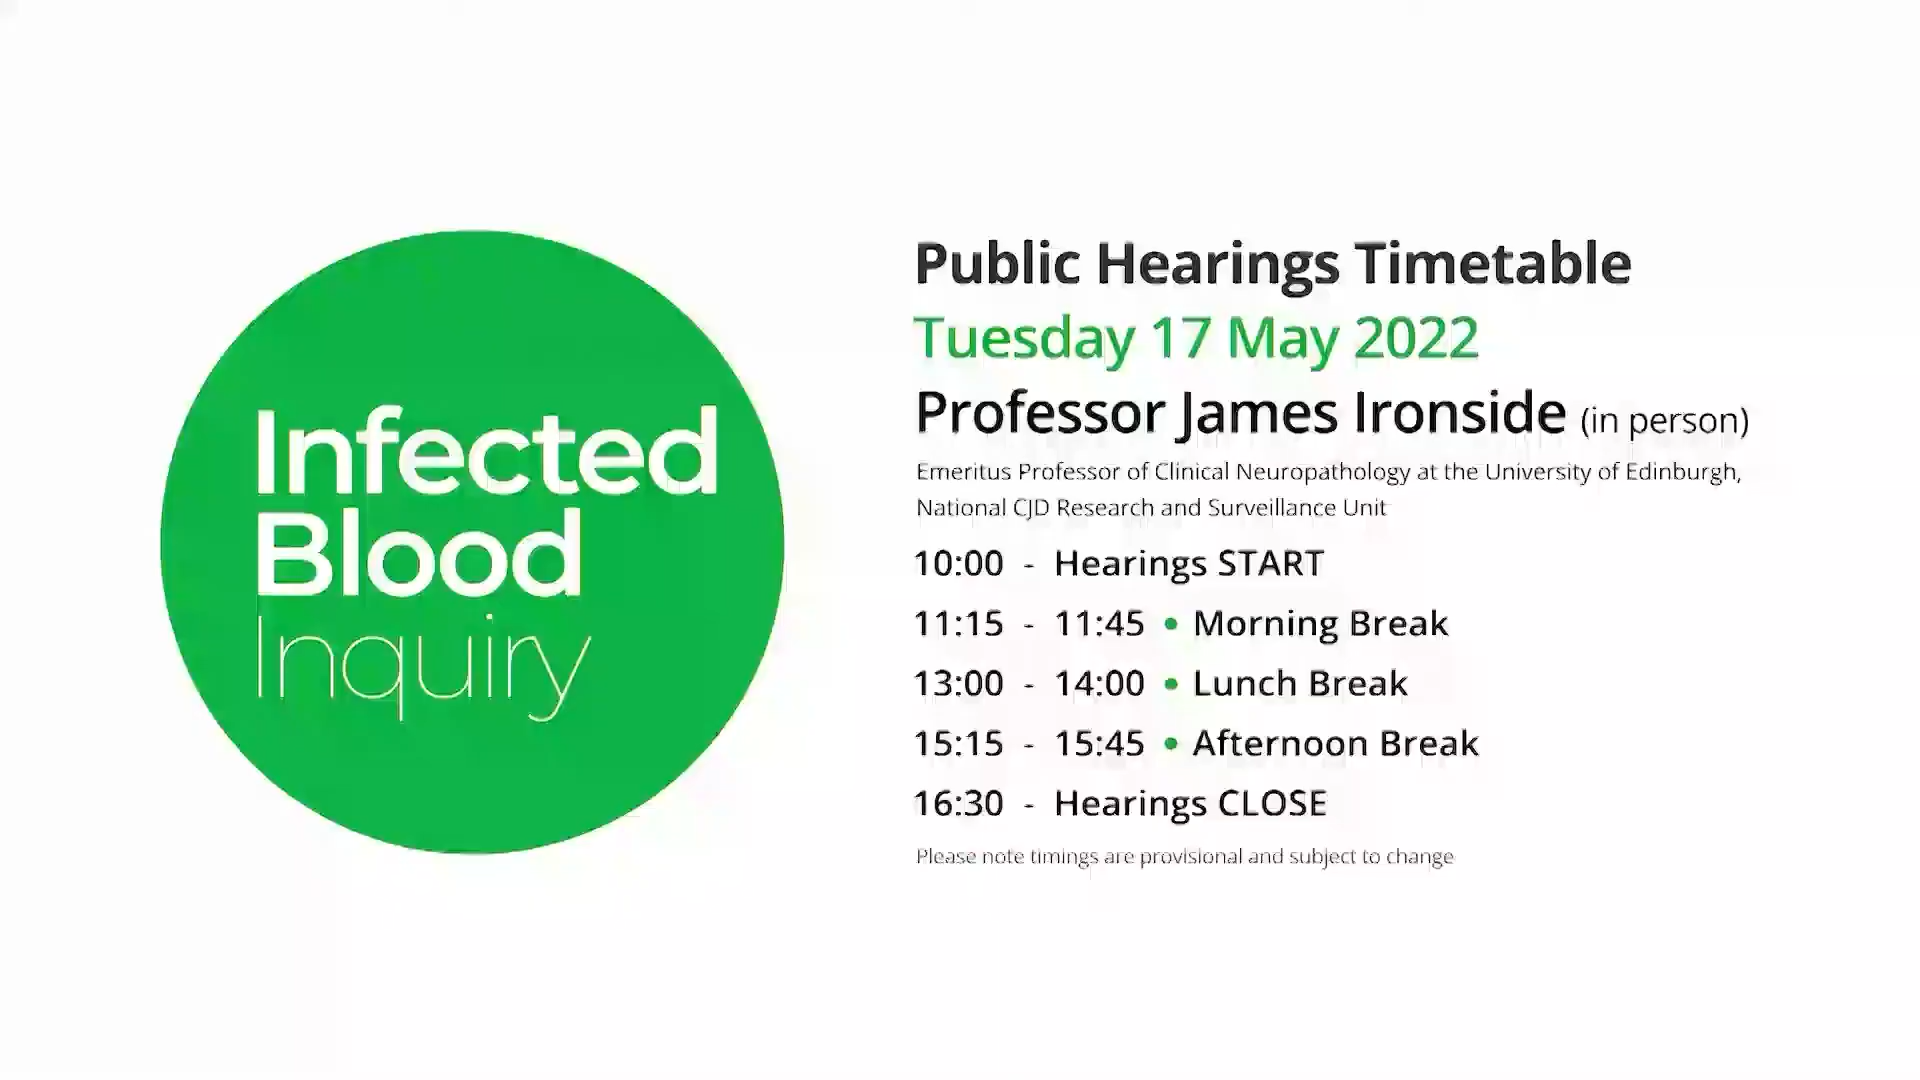 Infected
Blood
Inquiry
Public Hearings Timetable
Tuesday 17 May 2022
Professor James Ironside (in person)
Emeritus Professor of Clinical Neuropathology at the University of Edinburgh,
National CJD Research and Surveillance Unit
10:00 - Hearings START
11:15 - 11:45 • Morning Break
13:00 - 14:00 • Lunch Break
15:15 - 15:45 • Afternoon Break
16:30 - Hearings CLOSE
Please note timings are provisional and subject to change